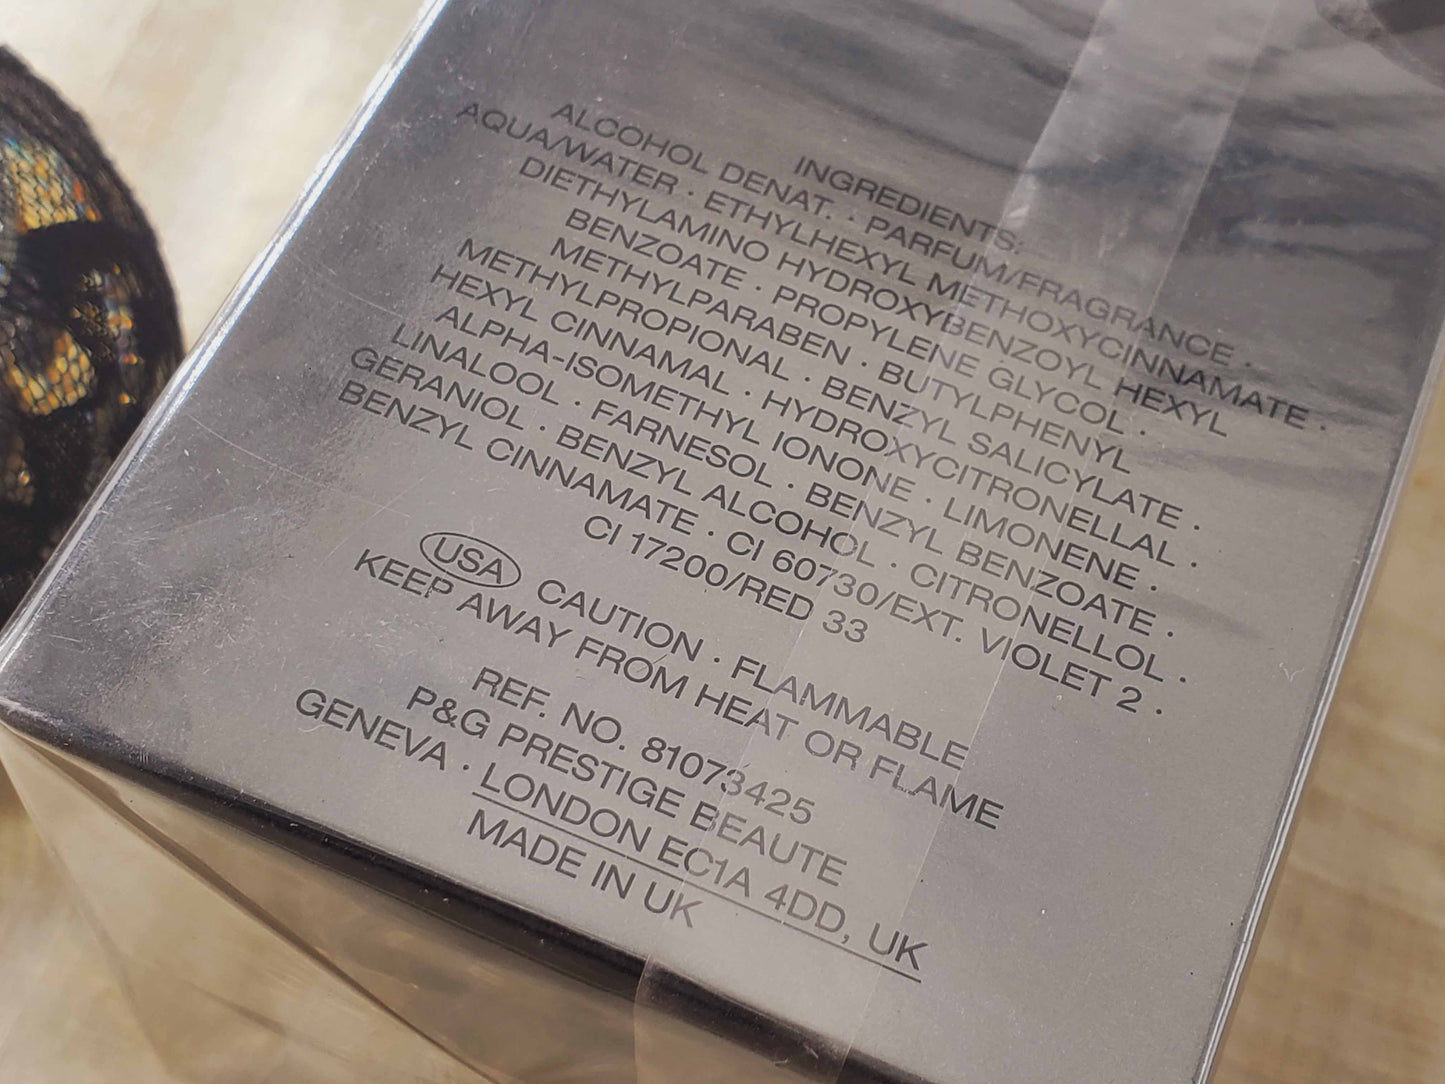 INGREDIENTS:
ALCOHOL DENAT. · PARFUM/FRAGRANCE ·
AQUA/WATER · ETHYLHEXYL METHOXYCINNAMATE ·
DIETHYLAMINO HYDROXYBENZOYL HEXYL
BENZOATE · PROPYLENE GLYCOL ·
METHYLPARABEN · BUTYLPHENYL
METHYLPROPIONAL · BENZYL SALICYLATE ·
HEXYL CINNAMAL · HYDROXYCITRONELLAL ·
ALPHA-ISOMETHYL IONONE · LIMONENE ·
LINALOOL · FARNESOL · BENZYL BENZOATE ·
GERANIOL · BENZYL ALCOHOL · CITRONELLOL ·
BENZYL CINNAMATE · CI 60730/EXT. VIOLET 2 ·
CI 17200/RED 33
USA CAUTION · FLAMMABLE
KEEP AWAY FROM HEAT OR FLAME
REF. NO. 81073425
P&G PRESTIGE BEAUTE
GENEVA · LONDON EC1A 4DD, UK
MADE IN UK